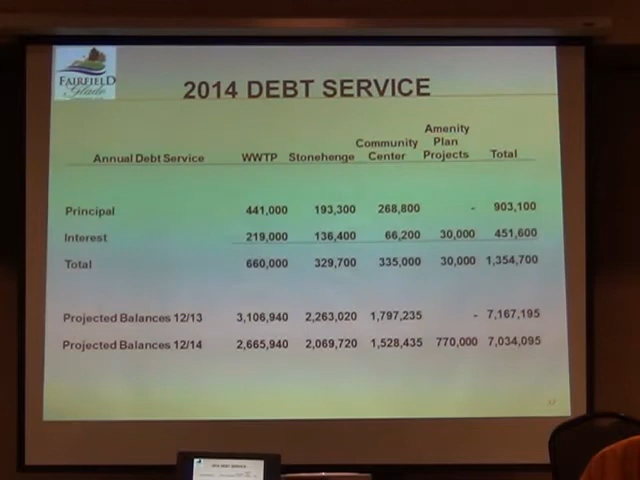 FAIRFIELD
Glade
2014 DEBT SERVICE
Annual Debt Service WWTP Stonehenge Community Center Amenity Plan Projects Total
Principal 441,000 193,300 268,800 - 903,100
Interest 219,000 136,400 66,200 30,000 451,600
Total 660,000 329,700 335,000 30,000 1,354,700
Projected Balances 12/13 3,106,940 2,263,020 1,797,235 - 7,167,195
Projected Balances 12/14 2,665,940 2,069,720 1,528,435 770,000 7,034,095
2014 DEBT SERVICE